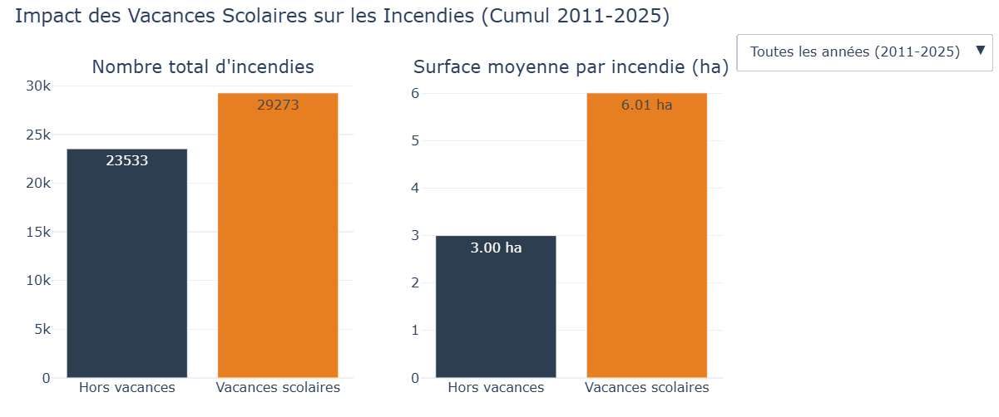 Impact des Vacances Scolaires sur les Incendies (Cumul 2011-2025)
Toutes les années (2011-2025) ▼
Nombre total d'incendies
30k
25k
20k
15k
10k
5k
0
23533
29273
Hors vacances
Vacances scolaires
Surface moyenne par incendie (ha)
6
5
4
3
2
1
0
3.00 ha
6.01 ha
Hors vacances
Vacances scolaires